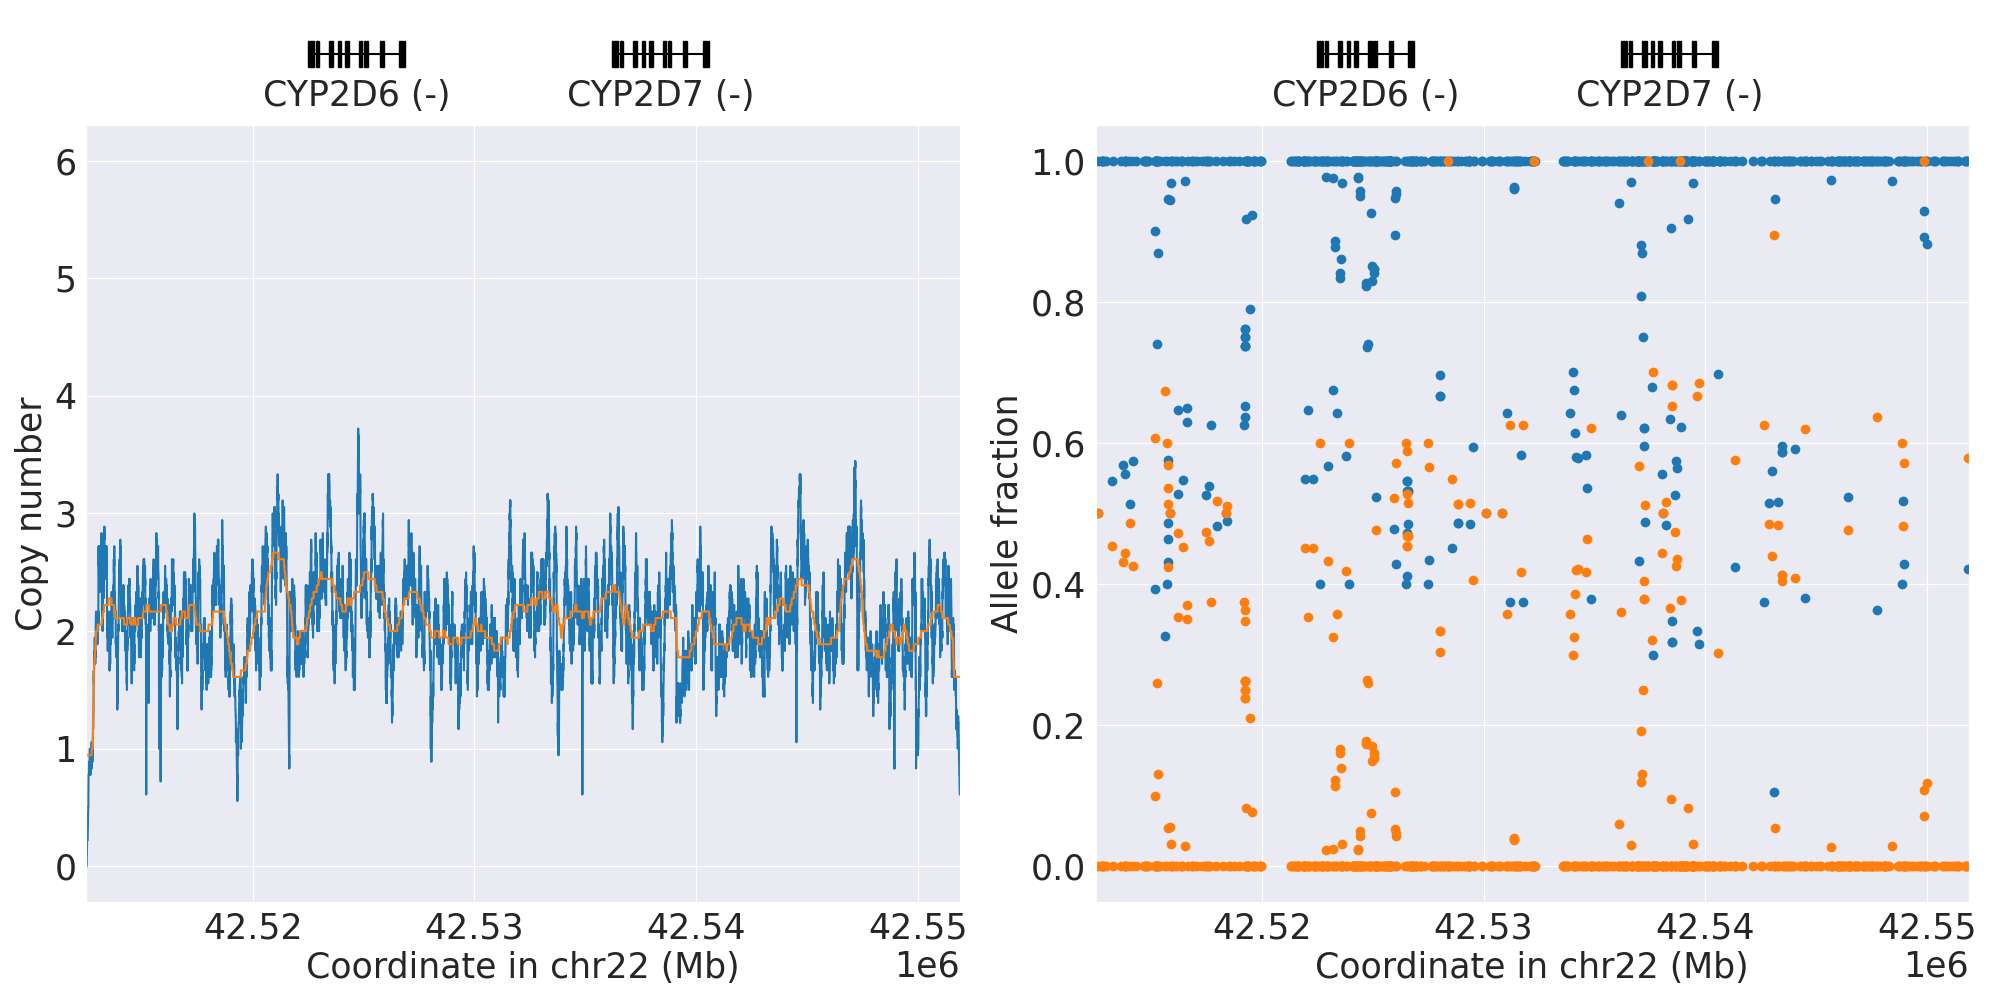 CYP2D6 (-) CYP2D7 (-)
6
5
4
3
2
1
0
Copy number
42.52 42.53 42.54 42.55
Coordinate in chr22 (Mb) 1e6
CYP2D6 (-) CYP2D7 (-)
1.0
0.8
0.6
0.4
0.2
0.0
Allele fraction
42.52 42.53 42.54 42.55
Coordinate in chr22 (Mb) 1e6